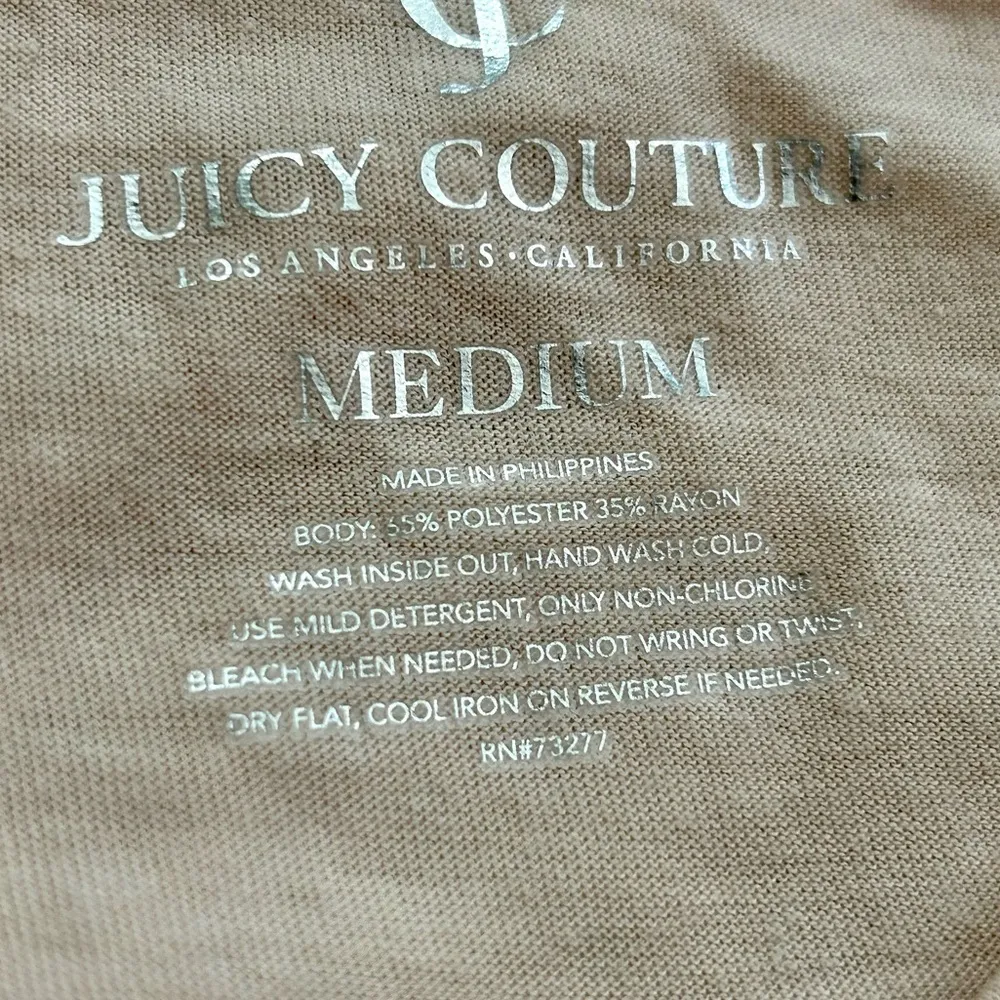 JUICY COUTURE
LOS ANGELES•CALIFORNIA
MEDIUM
MADE IN PHILIPPINES
BODY: 65% POLYESTER 35% RAYON
WASH INSIDE OUT, HAND WASH COLD,
USE MILD DETERGENT, ONLY NON-CHLORINE
BLEACH WHEN NEEDED, DO NOT WRING OR TWIST,
DRY FLAT, COOL IRON ON REVERSE IF NEEDED.
RN#73277